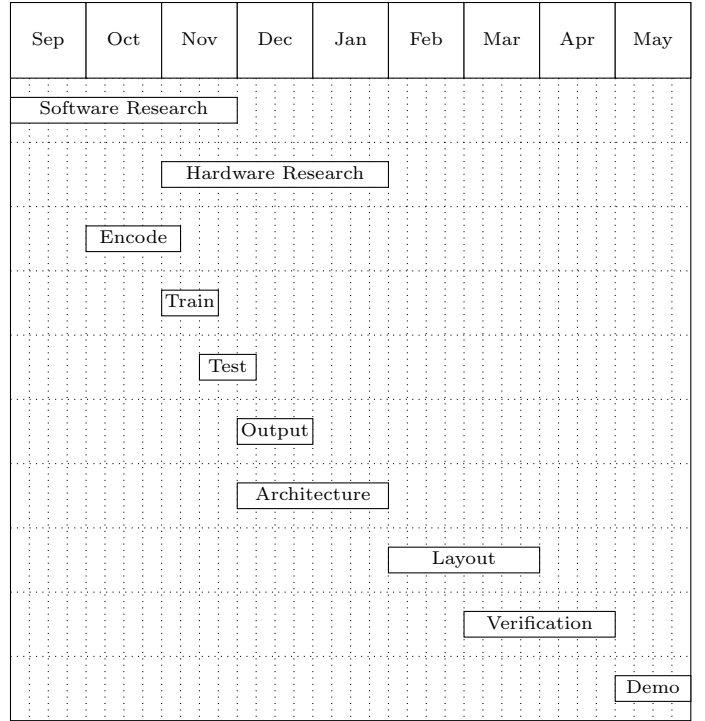 Sep Oct Nov Dec Jan Feb Mar Apr May
Software Research
Hardware Research
Encode
Train
Test
Output
Architecture
Layout
Verification
Demo